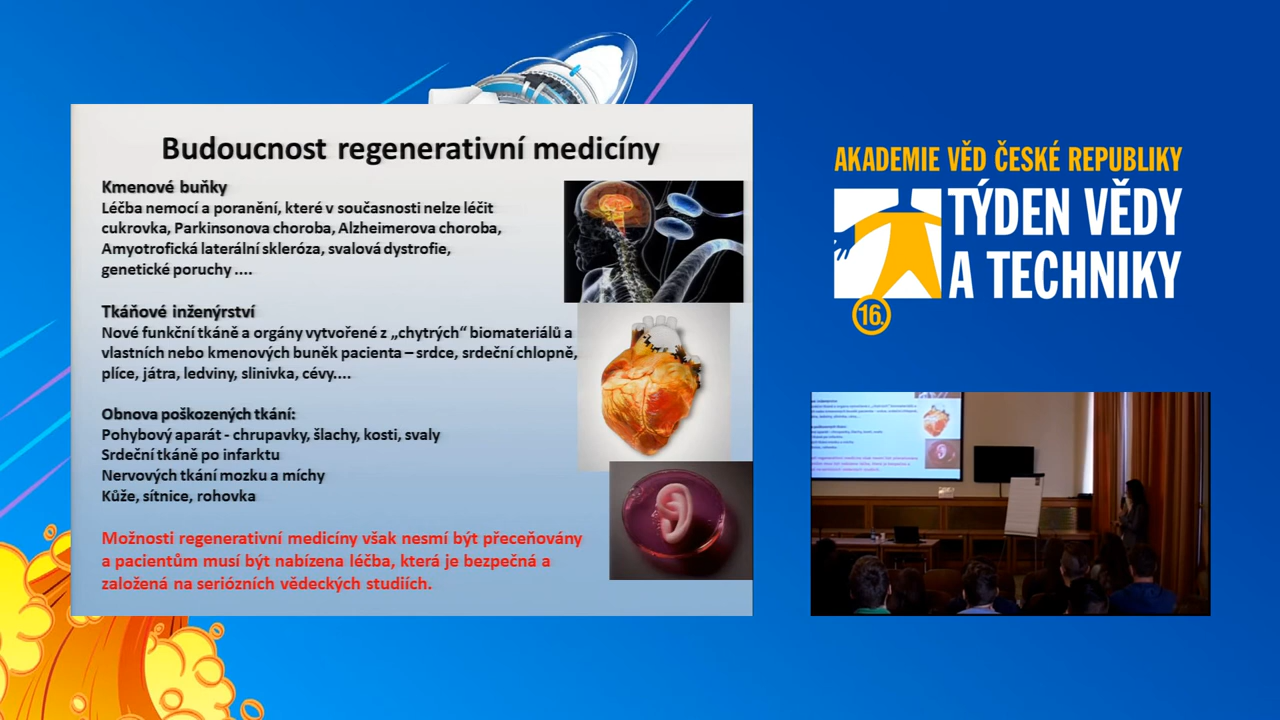 Budoucnost regenerativní medicíny
Kmenové buňky
Léčba nemocí a poranění, které v současnosti nelze léčit
cukrovka, Parkinsonova choroba, Alzheimerova choroba,
Amyotrofická laterální skleróza, svalová dystrofie,
genetické poruchy ....
Tkáňové inženýrství
Nové funkční tkáně a orgány vytvořené z „chytrých“ biomateriálů a
vlastních nebo kmenových buněk pacienta – srdce, srdeční chlopně,
plíce, játra, ledviny, slinivka, cévy....
Obnova poškozených tkání:
Pohybový aparát - chrupavky, šlachy, kosti, svaly
Srdeční tkáně po infarktu
Nervových tkání mozku a míchy
Kůže, sítnice, rohovka
Možnosti regenerativní medicíny však nesmí být přeceňovány
a pacientům musí být nabízena léčba, která je bezpečná a
založená na seriózních vědeckých studiích.
AKADEMIE VĚD ČESKÉ REPUBLIKY
TÝDEN VĚDY
A TECHNIKY
16.